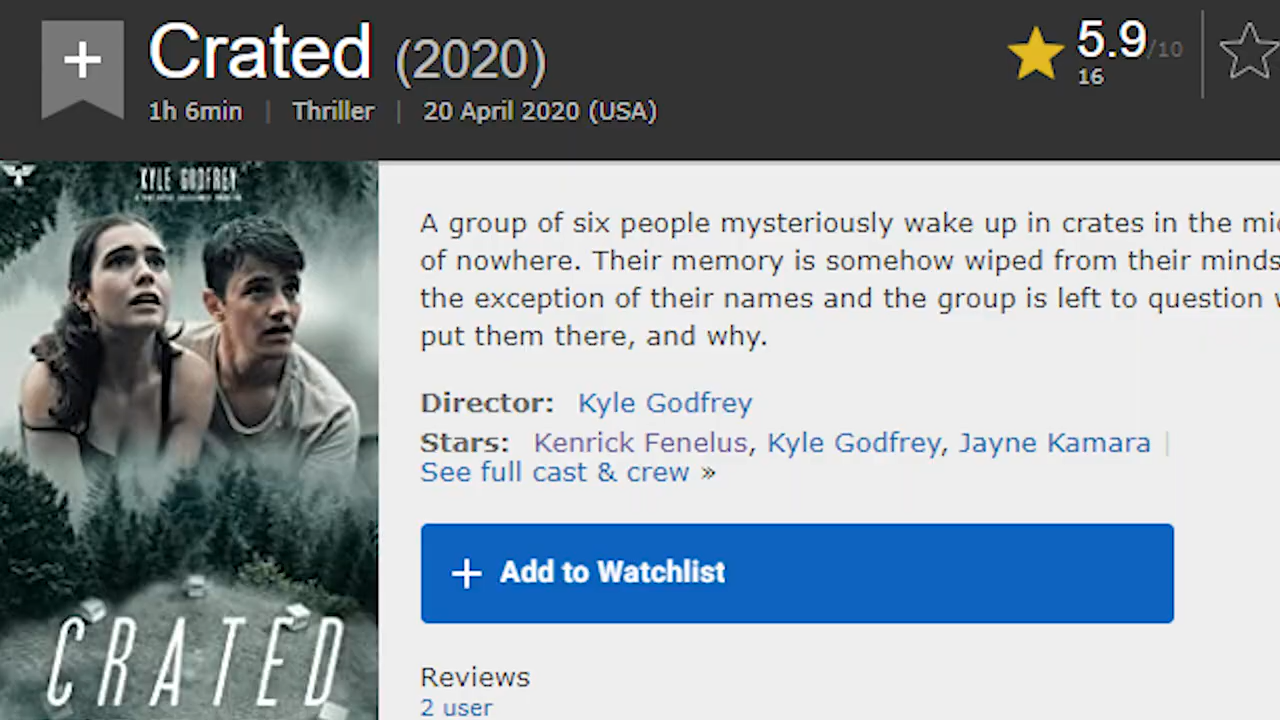 Crated (2020)
5.9/10
16
1h 6min | Thriller | 20 April 2020 (USA)
KYLE GODFREY
A group of six people mysteriously wake up in crates in the
of nowhere. Their memory is somehow wiped from their minds
the exception of their names and the group is left to question
put them there, and why.
Director: Kyle Godfrey
Stars: Kenrick Fenelus, Kyle Godfrey, Jayne Kamara |
See full cast & crew »
+ Add to Watchlist
CRATED
Reviews
2 user